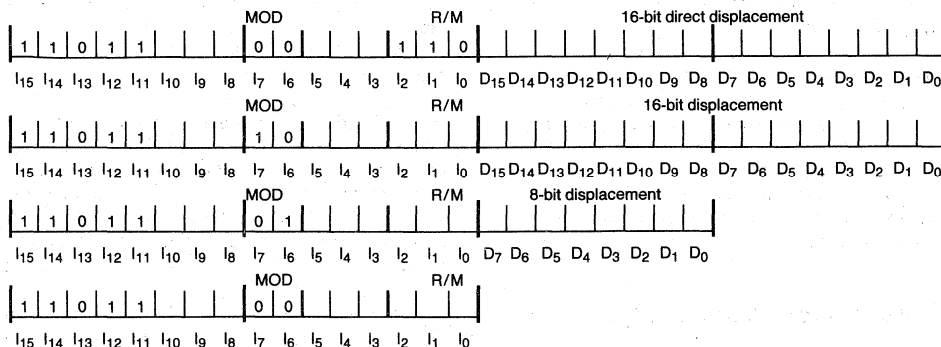 MOD R/M 16-bit direct displacement
1 1 0 1 1 0 0 1 1 0
I15 I14 I13 I12 I11 I10 I9 I8 I7 I6 I5 I4 I3 I2 I1 I0 D15 D14 D13 D12 D11 D10 D9 D8 D7 D6 D5 D4 D3 D2 D1 D0
MOD R/M 16-bit displacement
1 1 0 1 1 1 0
I15 I14 I13 I12 I11 I10 I9 I8 I7 I6 I5 I4 I3 I2 I1 I0 D15 D14 D13 D12 D11 D10 D9 D8 D7 D6 D5 D4 D3 D2 D1 D0
MOD R/M 8-bit displacement
1 1 0 1 1 0 1
I15 I14 I13 I12 I11 I10 I9 I8 I7 I6 I5 I4 I3 I2 I1 I0 D7 D6 D5 D4 D3 D2 D1 D0
MOD R/M
1 1 0 1 1 0 0
I15 I14 I13 I12 I11 I10 I9 I8 I7 I6 I5 I4 I3 I2 I1 I0